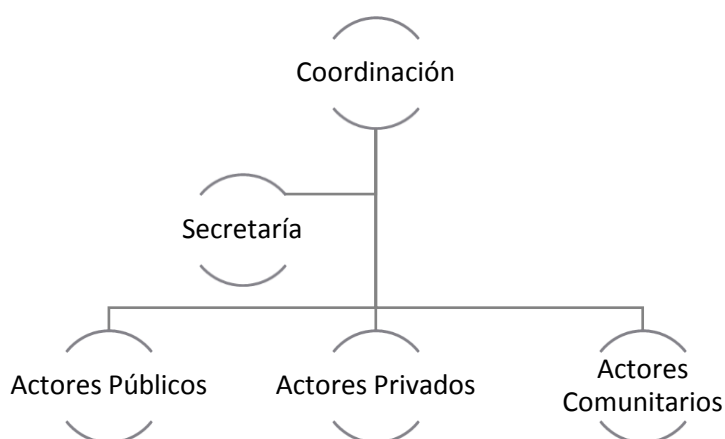 Coordinación
Secretaría
Actores Públicos
Actores Privados
Actores
Comunitarios